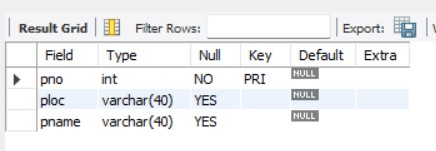 Result Grid Filter Rows: Export:
Field Type Null Key Default Extra
pno int NO PRI NULL
ploc varchar(40) YES NULL
pname varchar(40) YES NULL